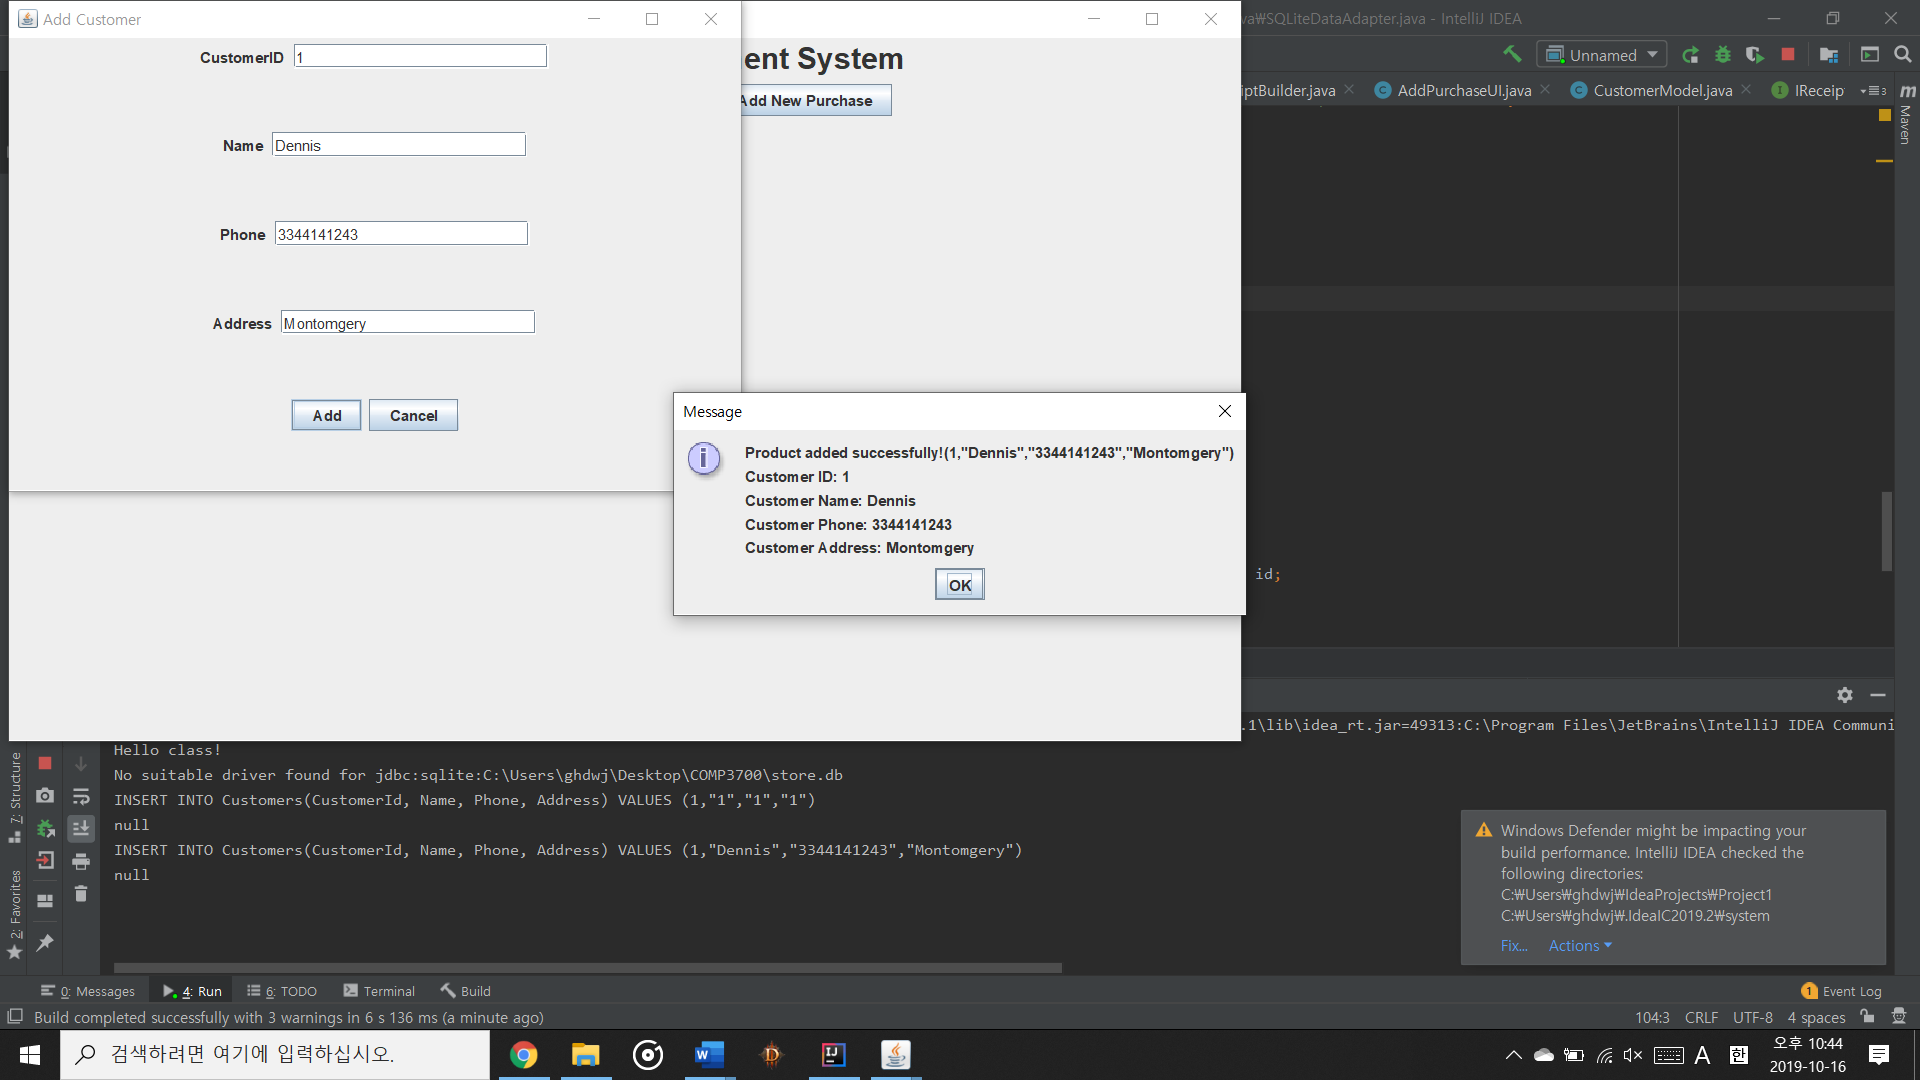 Add Customer
CustomerID 1
Name Dennis
Phone 3344141243
Address Montomgery
Add Cancel
ent System
Add New Purchase
Message
Product added successfully!(1,"Dennis","3344141243","Montomgery")
Customer ID: 1
Customer Name: Dennis
Customer Phone: 3344141243
Customer Address: Montomgery
OK
va₩SQLiteDataAdapter.java - IntelliJ IDEA
Unnamed
iptBuilder.java AddPurchaseUI.java CustomerModel.java IReceip
Maven
id;
.1\lib\idea_rt.jar=49313:C:\Program Files\JetBrains\IntelliJ IDEA Communi
Hello class!
No suitable driver found for jdbc:sqlite:C:\Users\ghdwj\Desktop\COMP3700\store.db
INSERT INTO Customers(CustomerId, Name, Phone, Address) VALUES (1,"1","1","1")
null
INSERT INTO Customers(CustomerId, Name, Phone, Address) VALUES (1,"Dennis","3344141243","Montomgery")
null
7: Structure
2: Favorites
Windows Defender might be impacting your
build performance. IntelliJ IDEA checked the
following directories:
C:₩Users₩ghdwj₩IdeaProjects₩Project1
C:₩Users₩ghdwj₩.IdeaIC2019.2₩system
Fix... Actions
0: Messages 4: Run 6: TODO Terminal Build
1 Event Log
Build completed successfully with 3 warnings in 6 s 136 ms (a minute ago)
104:3 CRLF UTF-8 4 spaces
검색하려면 여기에 입력하십시오.
A 한
오후 10:44
2019-10-16